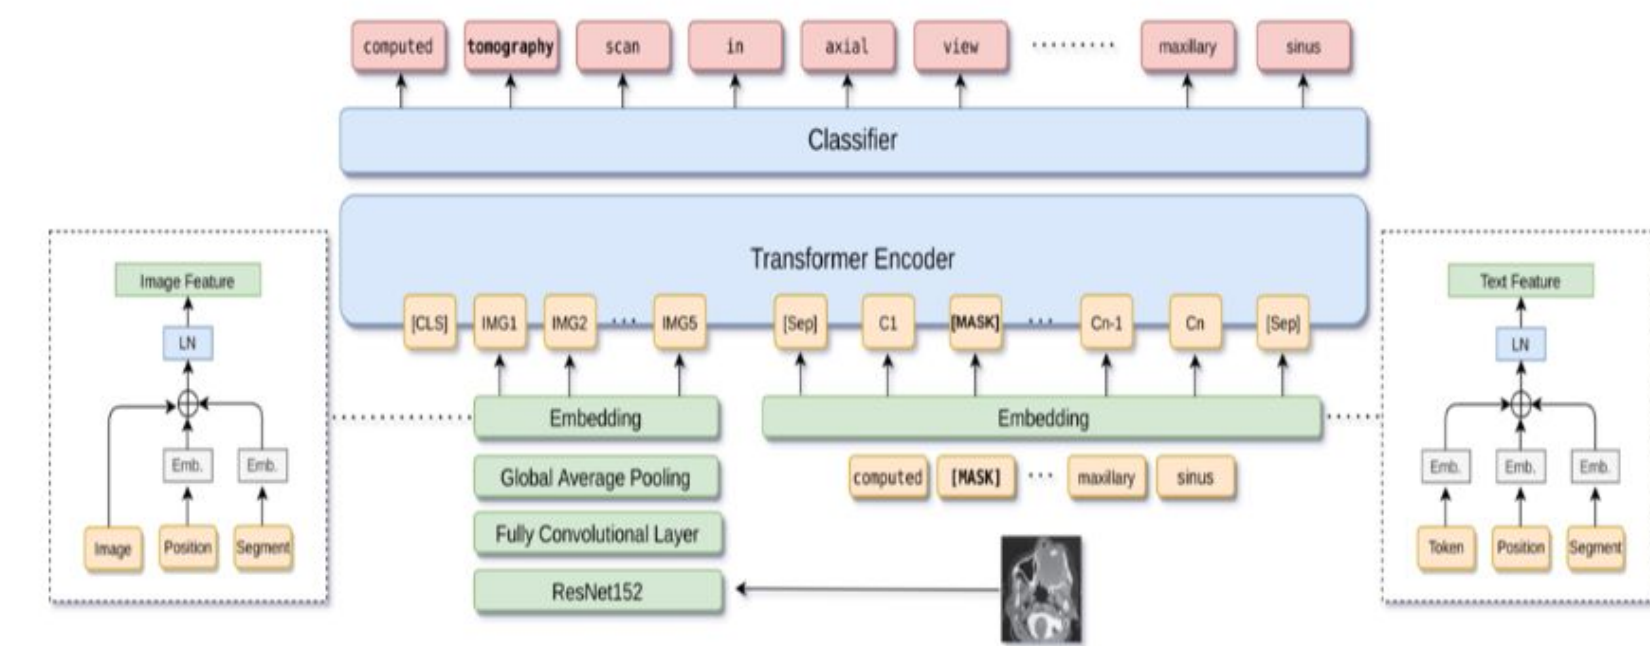 computed tomography scan in axial view ......... maxillary sinus
Classifier
Transformer Encoder
[CLS] IMG1 IMG2 ... IMG5 [Sep] C1 [MASK] ... Cn-1 Cn [Sep]
Embedding
Global Average Pooling
Fully Convolutional Layer
ResNet152
Embedding
computed [MASK] ... maxillary sinus
Image Feature
LN
Emb. Emb.
Image Position Segment
Text Feature
LN
Emb. Emb. Emb.
Token Position Segment